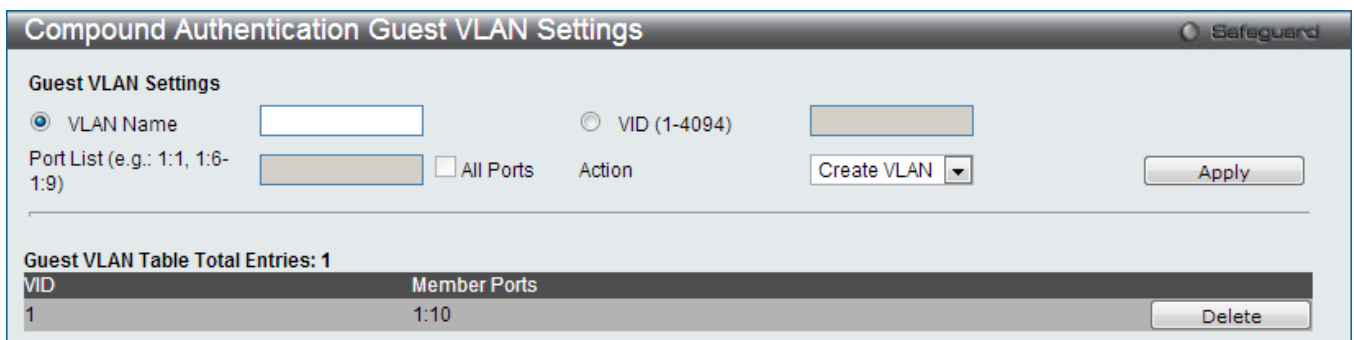 Compound Authentication Guest VLAN Settings
Safeguard
Guest VLAN Settings
VLAN Name
VID (1-4094)
Port List (e.g.: 1:1, 1:6-
1:9)
All Ports
Action
Create VLAN
Apply
Guest VLAN Table Total Entries: 1
VID Member Ports
1 1:10 Delete